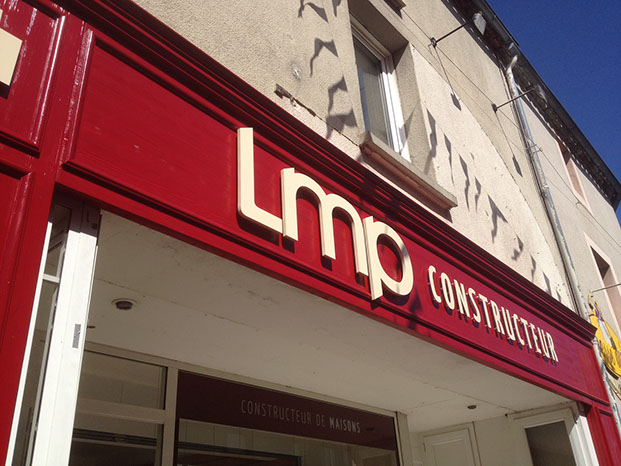 Lmp CONSTRUCTEUR
CONSTRUCTEUR DE MAISONS